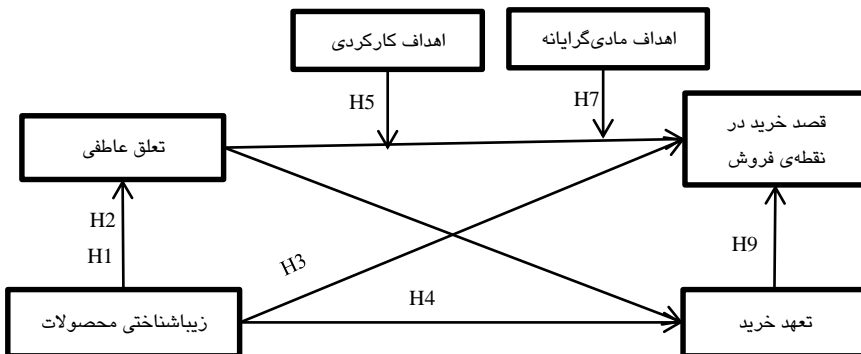 اهداف کارکردی
اهداف مادی‌گرایانه
H5
H7
تعلق عاطفی
قصد خرید در
نقطه‌ی فروش
H2
H1
H3
H9
H4
زیباشناختی محصولات
تعهد خرید